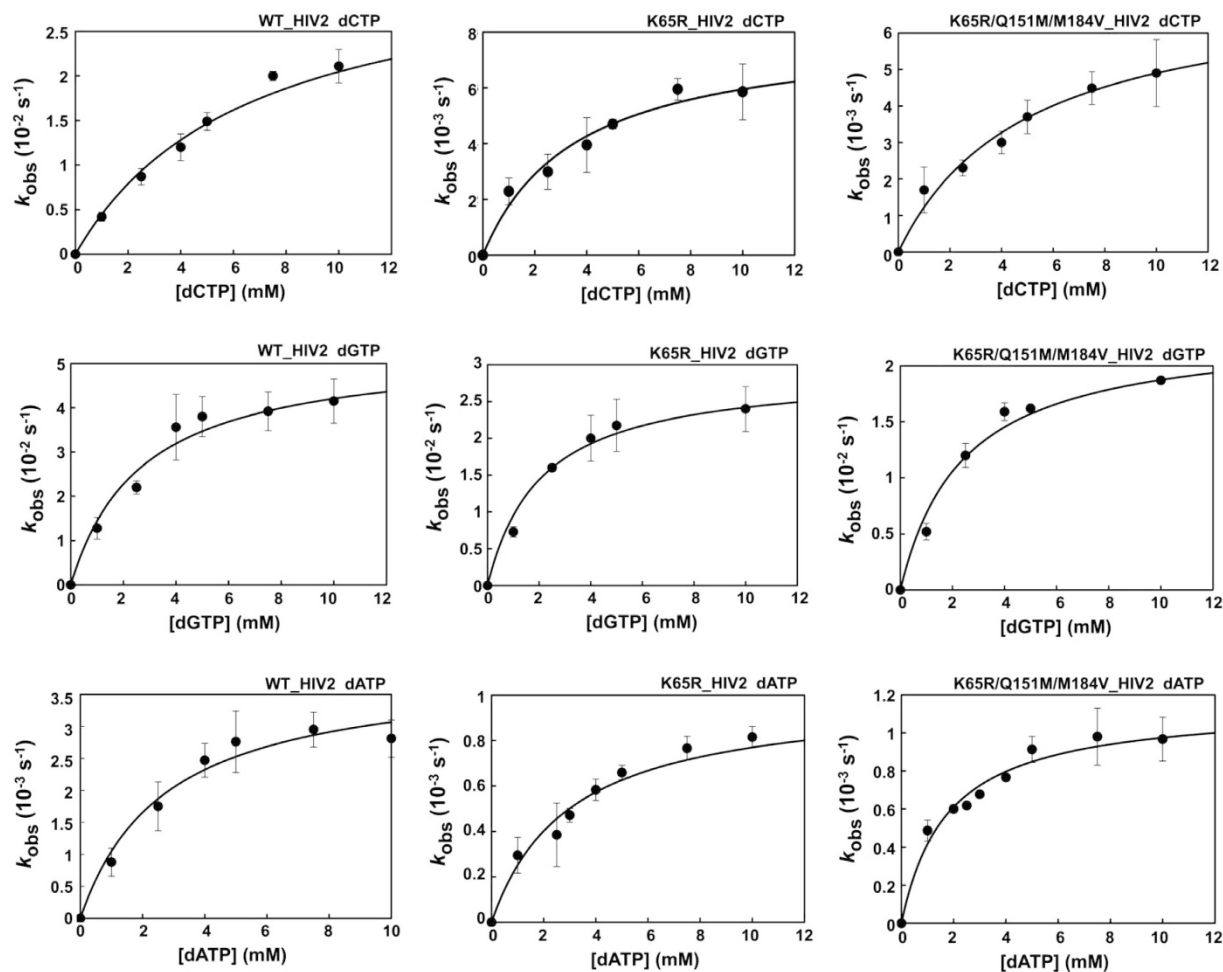 WT_HIV2 dCTP
k_obs (10⁻² s⁻¹)
2.5
2
1.5
1
0.5
0
0 2 4 6 8 10 12
[dCTP] (mM)
K65R_HIV2 dCTP
k_obs (10⁻³ s⁻¹)
8
6
4
2
0
0 2 4 6 8 10 12
[dCTP] (mM)
K65R/Q151M/M184V_HIV2 dCTP
k_obs (10⁻³ s⁻¹)
6
5
4
3
2
1
0
0 2 4 6 8 10 12
[dCTP] (mM)
WT_HIV2 dGTP
k_obs (10⁻² s⁻¹)
5
4
3
2
1
0
0 2 4 6 8 10 12
[dGTP] (mM)
K65R_HIV2 dGTP
k_obs (10⁻² s⁻¹)
3
2.5
2
1.5
1
0.5
0
0 2 4 6 8 10 12
[dGTP] (mM)
K65R/Q151M/M184V_HIV2 dGTP
k_obs (10⁻² s⁻¹)
2
1.5
1
0.5
0
0 2 4 6 8 10 12
[dGTP] (mM)
WT_HIV2 dATP
k_obs (10⁻³ s⁻¹)
3.5
3
2.5
2
1.5
1
0.5
0
0 2 4 6 8 10
[dATP] (mM)
K65R_HIV2 dATP
k_obs (10⁻³ s⁻¹)
1
0.8
0.6
0.4
0.2
0
0 2 4 6 8 10 12
[dATP] (mM)
K65R/Q151M/M184V_HIV2 dATP
k_obs (10⁻³ s⁻¹)
1.2
1
0.8
0.6
0.4
0.2
0
0 2 4 6 8 10 12
[dATP] (mM)